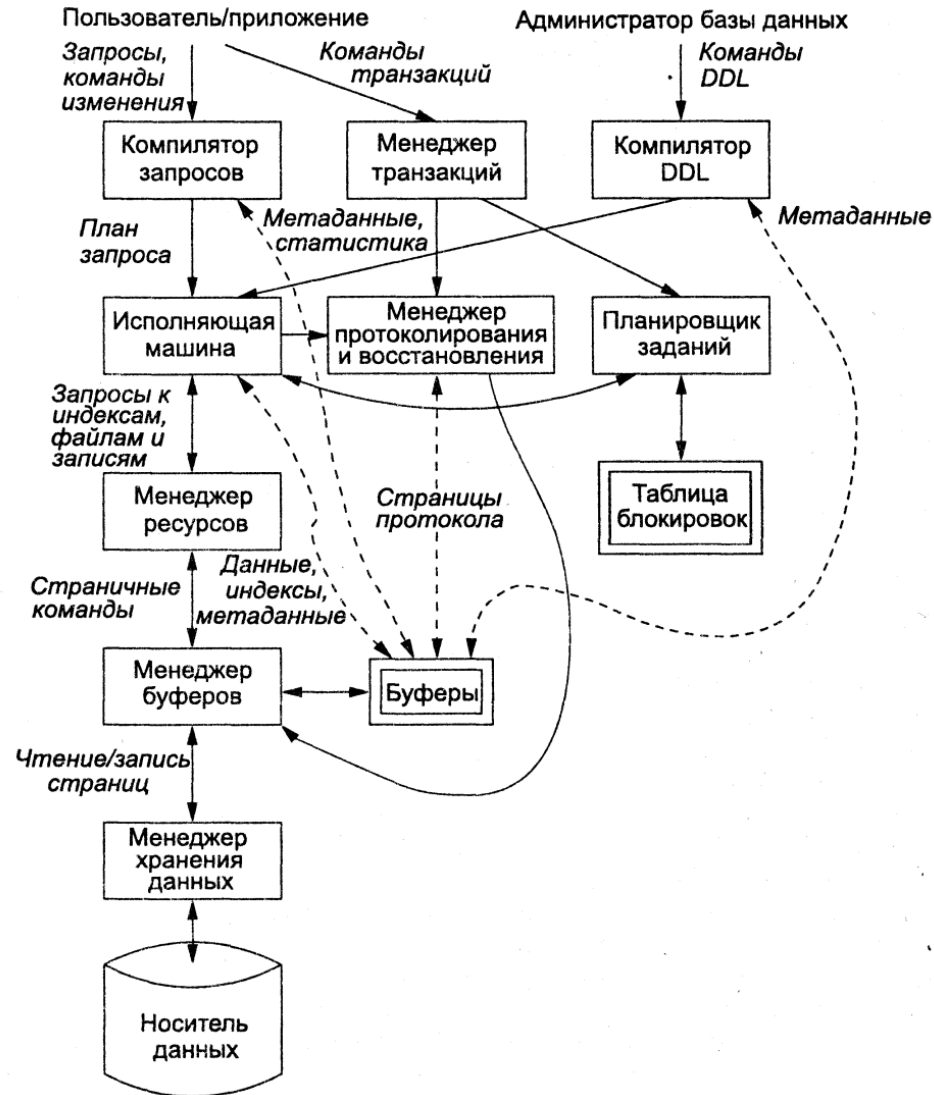 Пользователь/приложение
Администратор базы данных
Запросы,
команды
изменения
Команды
транзакций
Команды
DDL
Компилятор
запросов
Менеджер
транзакций
Компилятор
DDL
План
запроса
Метаданные,
статистика
Метаданные
Исполняющая
машина
Менеджер
протоколирования
и восстановления
Планировщик
заданий
Запросы к
индексам,
файлам и
записям
Менеджер
ресурсов
Страницы
протокола
Таблица
блокировок
Страничные
команды
Данные,
индексы,
метаданные
Менеджер
буферов
Буферы
Чтение/запись
страниц
Менеджер
хранения
данных
Носитель
данных